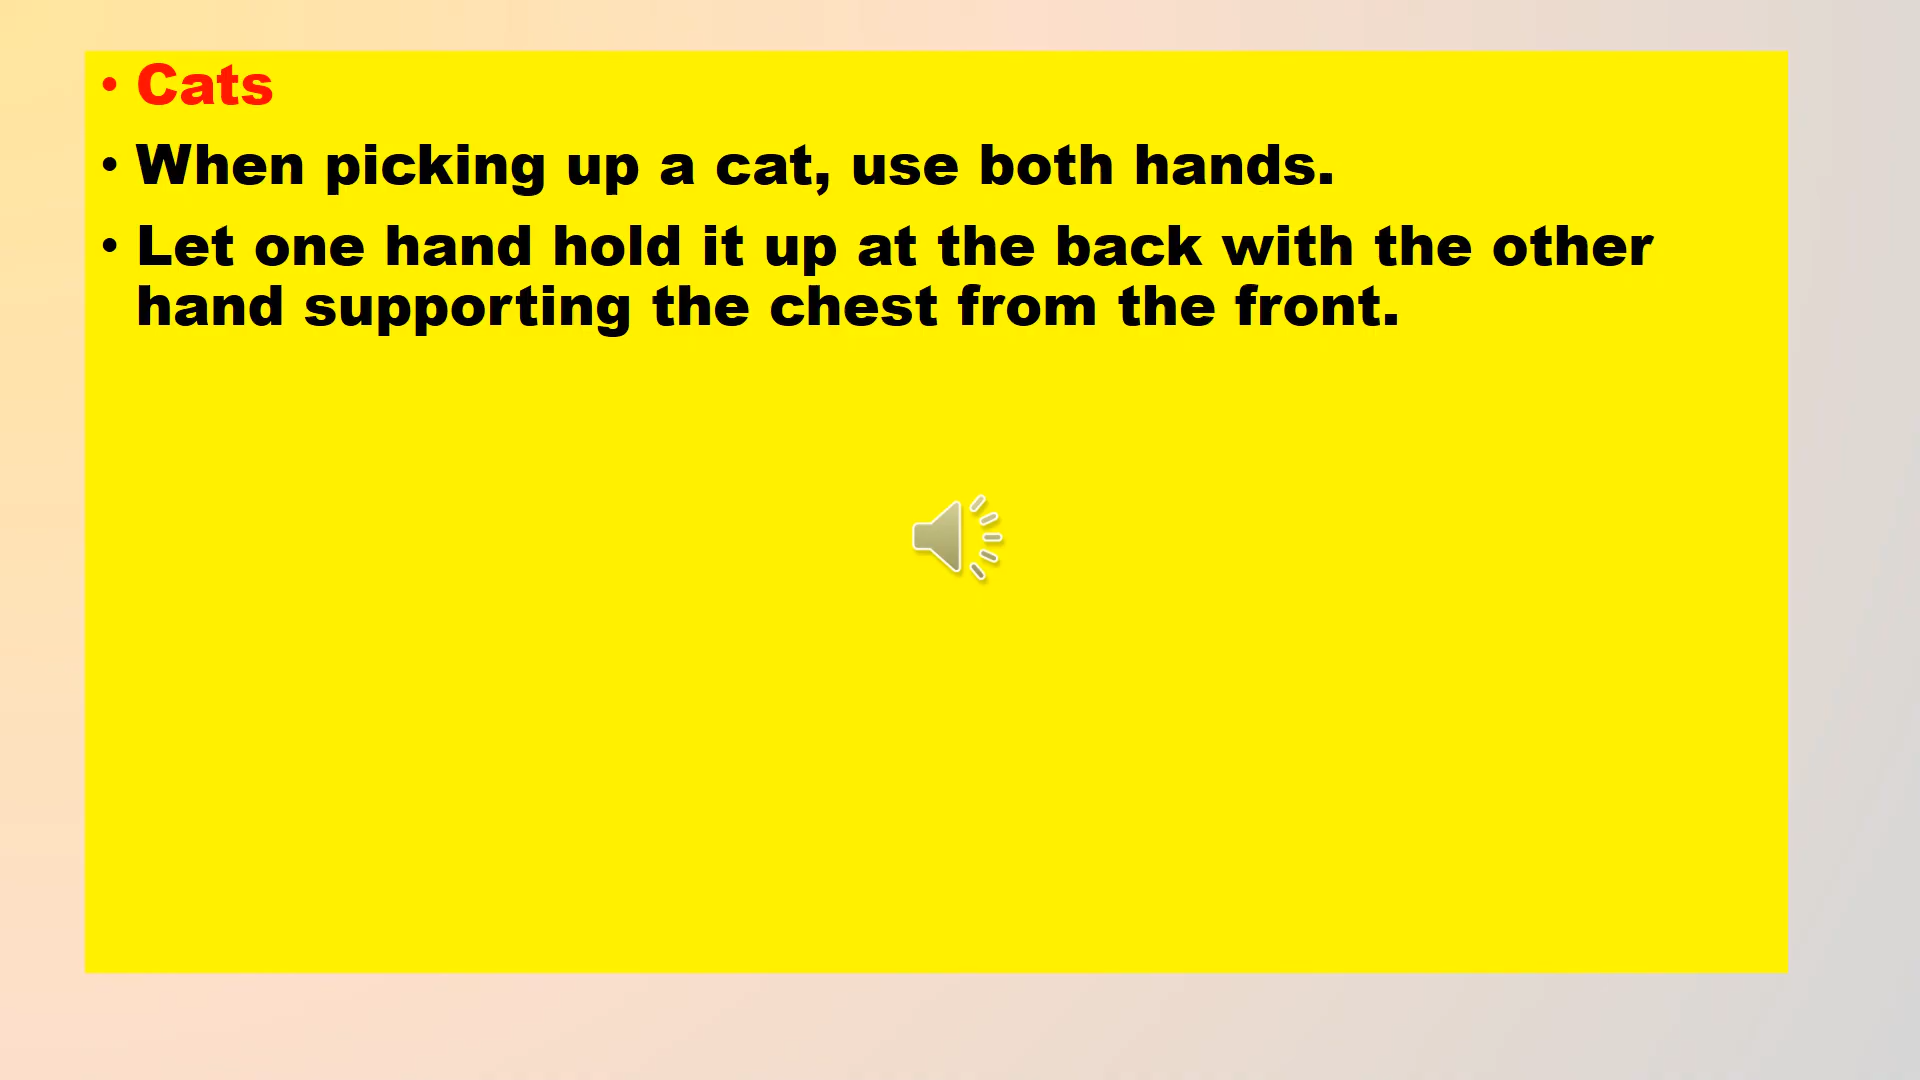 • Cats
• When picking up a cat, use both hands.
• Let one hand hold it up at the back with the other
hand supporting the chest from the front.